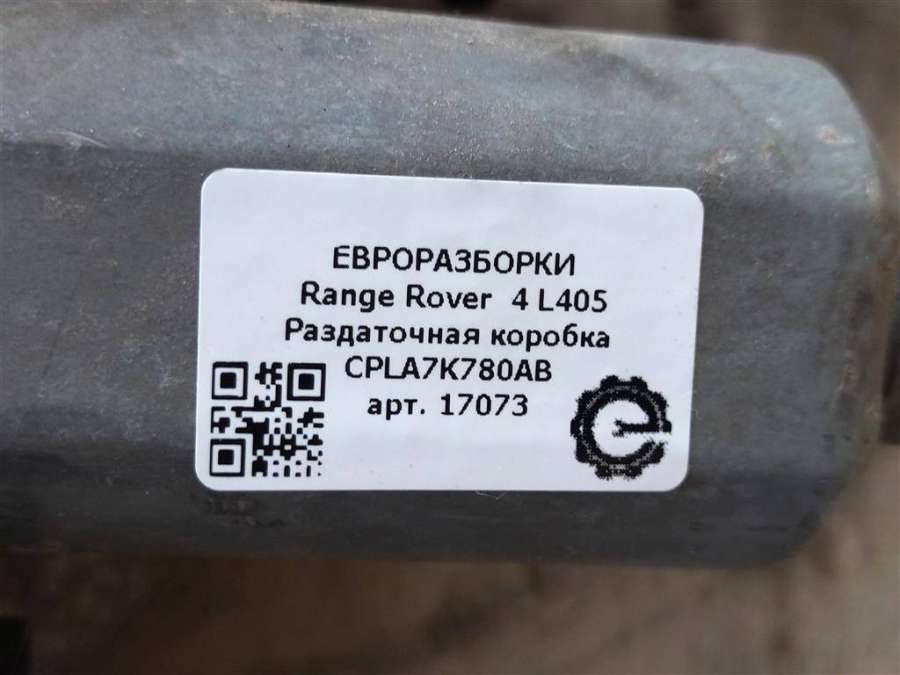 ЕВРОРАЗБОРКИ
Range Rover 4 L405
Раздаточная коробка
CPLA7K780AB
арт. 17073